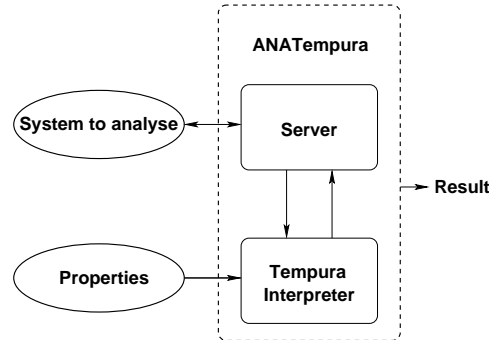 ANATempura
System to analyse
Server
Result
Properties
Tempura
Interpreter